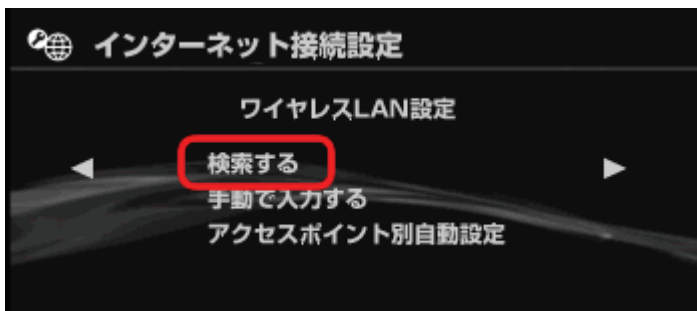 インターネット接続設定
ワイヤレスLAN設定
検索する
手動で入力する
アクセスポイント別自動設定